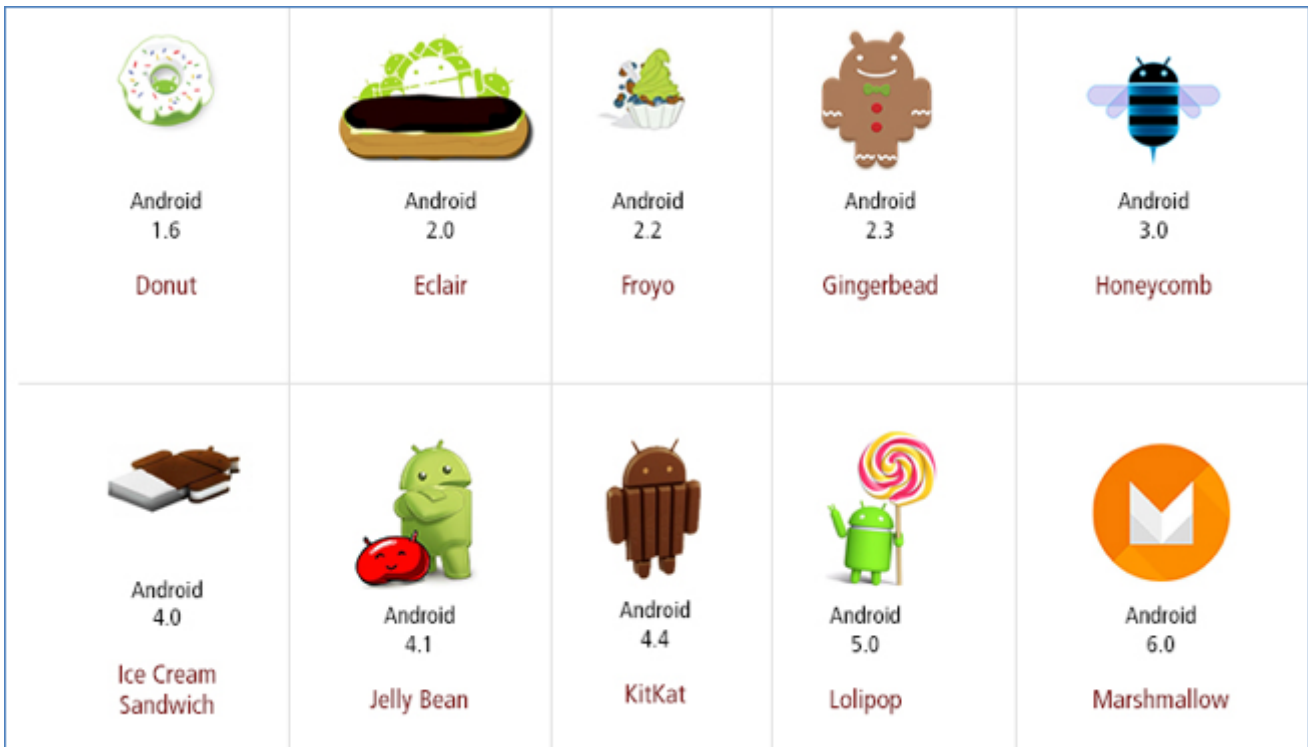 Android
1.6
Donut
Android
2.0
Eclair
Android
2.2
Froyo
Android
2.3
Gingerbead
Android
3.0
Honeycomb
Android
4.0
Ice Cream
Sandwich
Android
4.1
Jelly Bean
Android
4.4
KitKat
Android
5.0
Lolipop
Android
6.0
Marshmallow